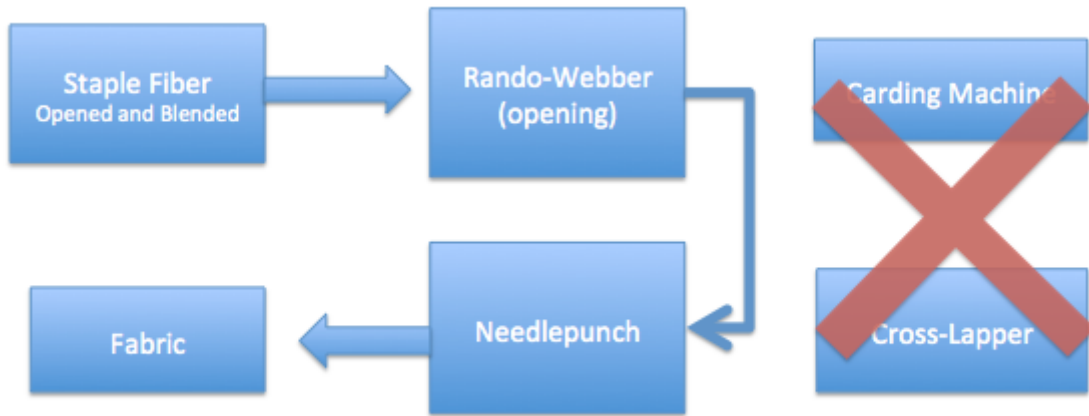 Staple Fiber
Opened and Blended
Rando-Webber
(opening)
Carding Machine
Fabric
Needlepunch
Cross-Lapper